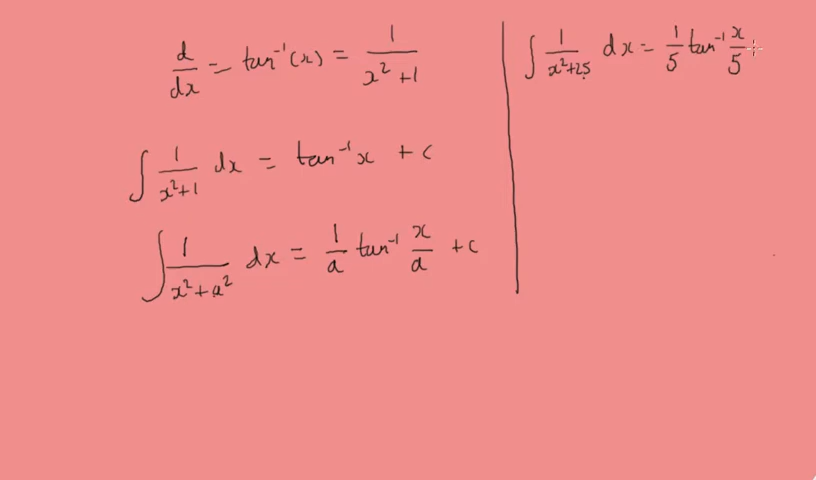 d/dx = tan⁻¹(x) = 1/(x²+1)
∫ 1/(x²+1) dx = tan⁻¹x + c
∫ 1/(x²+a²) dx = 1/a tan⁻¹ x/a + c
∫ 1/(x²+25) dx = 1/5 tan⁻¹ x/5